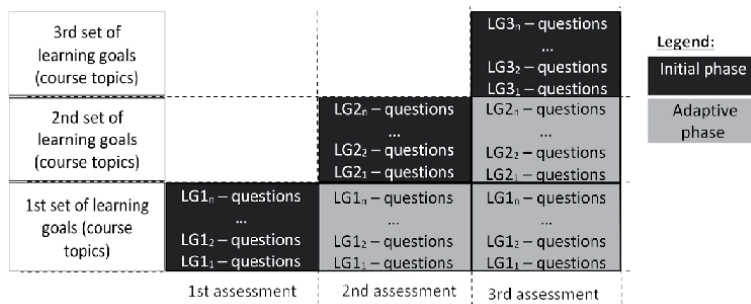 3rd set of
learning goals
(course topics)
LG3n – questions
...
LG3₂ – questions
LG3₁ – questions
Legend:
Initial phase
Adaptive
phase
2nd set of
learning goals
(course topics)
LG2n – questions
...
LG2₂ – questions
LG2₁ – questions
LG2n – questions
...
LG2₂ – questions
LG2₁ – questions
1st set of learning
goals (course
topics)
LG1n – questions
...
LG1₂ – questions
LG1₁ – questions
LG1n – questions
...
LG1₂ – questions
LG1₁ – questions
LG1n – questions
...
LG1₂ – questions
LG1₁ – questions
1st assessment
2nd assessment
3rd assessment